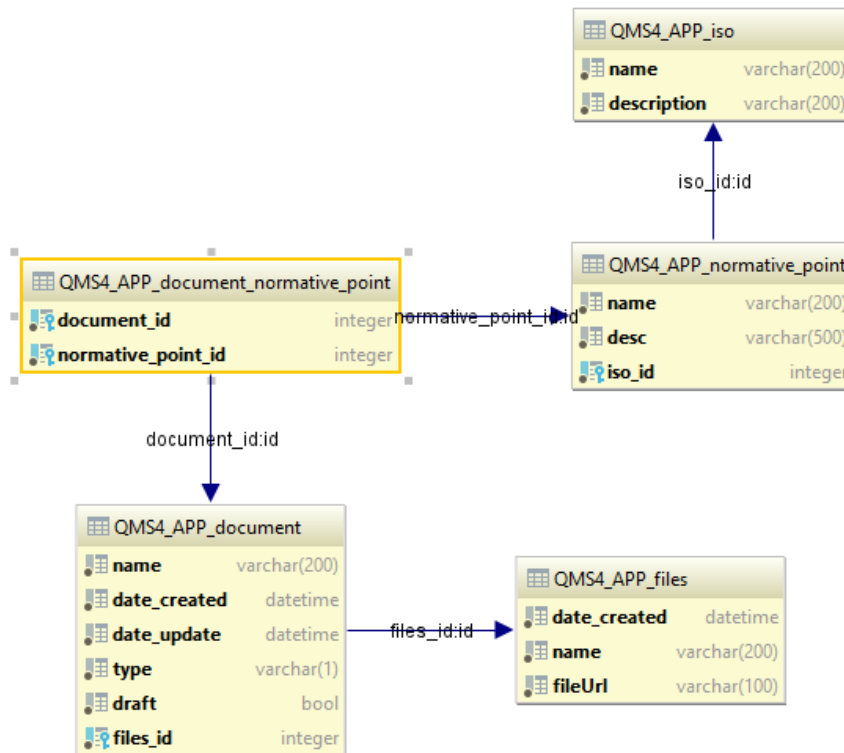 QMS4_APP_iso
name varchar(200)
description varchar(200)
iso_id:id
QMS4_APP_document_normative_point
document_id integer
normative_point_id integer
normative_point_id:id
QMS4_APP_normative_point
name varchar(200)
desc varchar(500)
iso_id integer
document_id:id
QMS4_APP_document
name varchar(200)
date_created datetime
date_update datetime
type varchar(1)
draft bool
files_id integer
files_id:id
QMS4_APP_files
date_created datetime
name varchar(200)
fileUrl varchar(100)